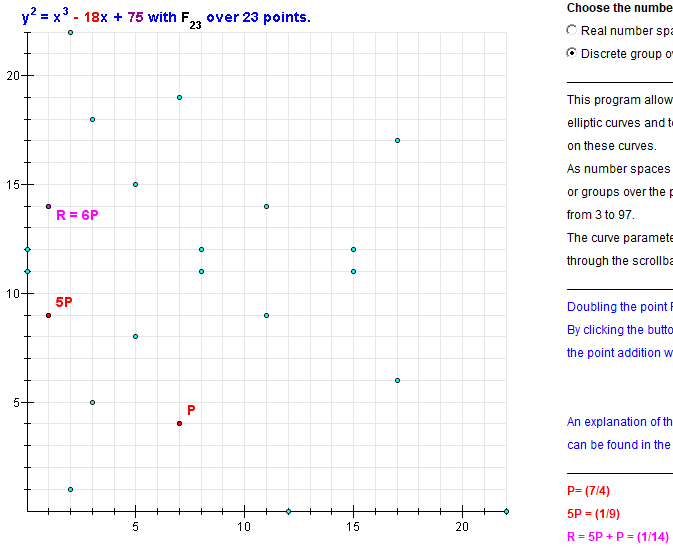 y² = x³ - 18x + 75 with F₂₃ over 23 points.
20
15
10
5
5
10
15
20
R = 6P
5P
P
Choose the numbe
Real number spa
Discrete group o
This program allow
elliptic curves and t
on these curves.
As number spaces
or groups over the p
from 3 to 97.
The curve paramete
through the scrollba
Doubling the point
By clicking the butto
the point addition w
An explanation of th
can be found in the
P= (7/4)
5P = (1/9)
R = 5P + P = (1/14)